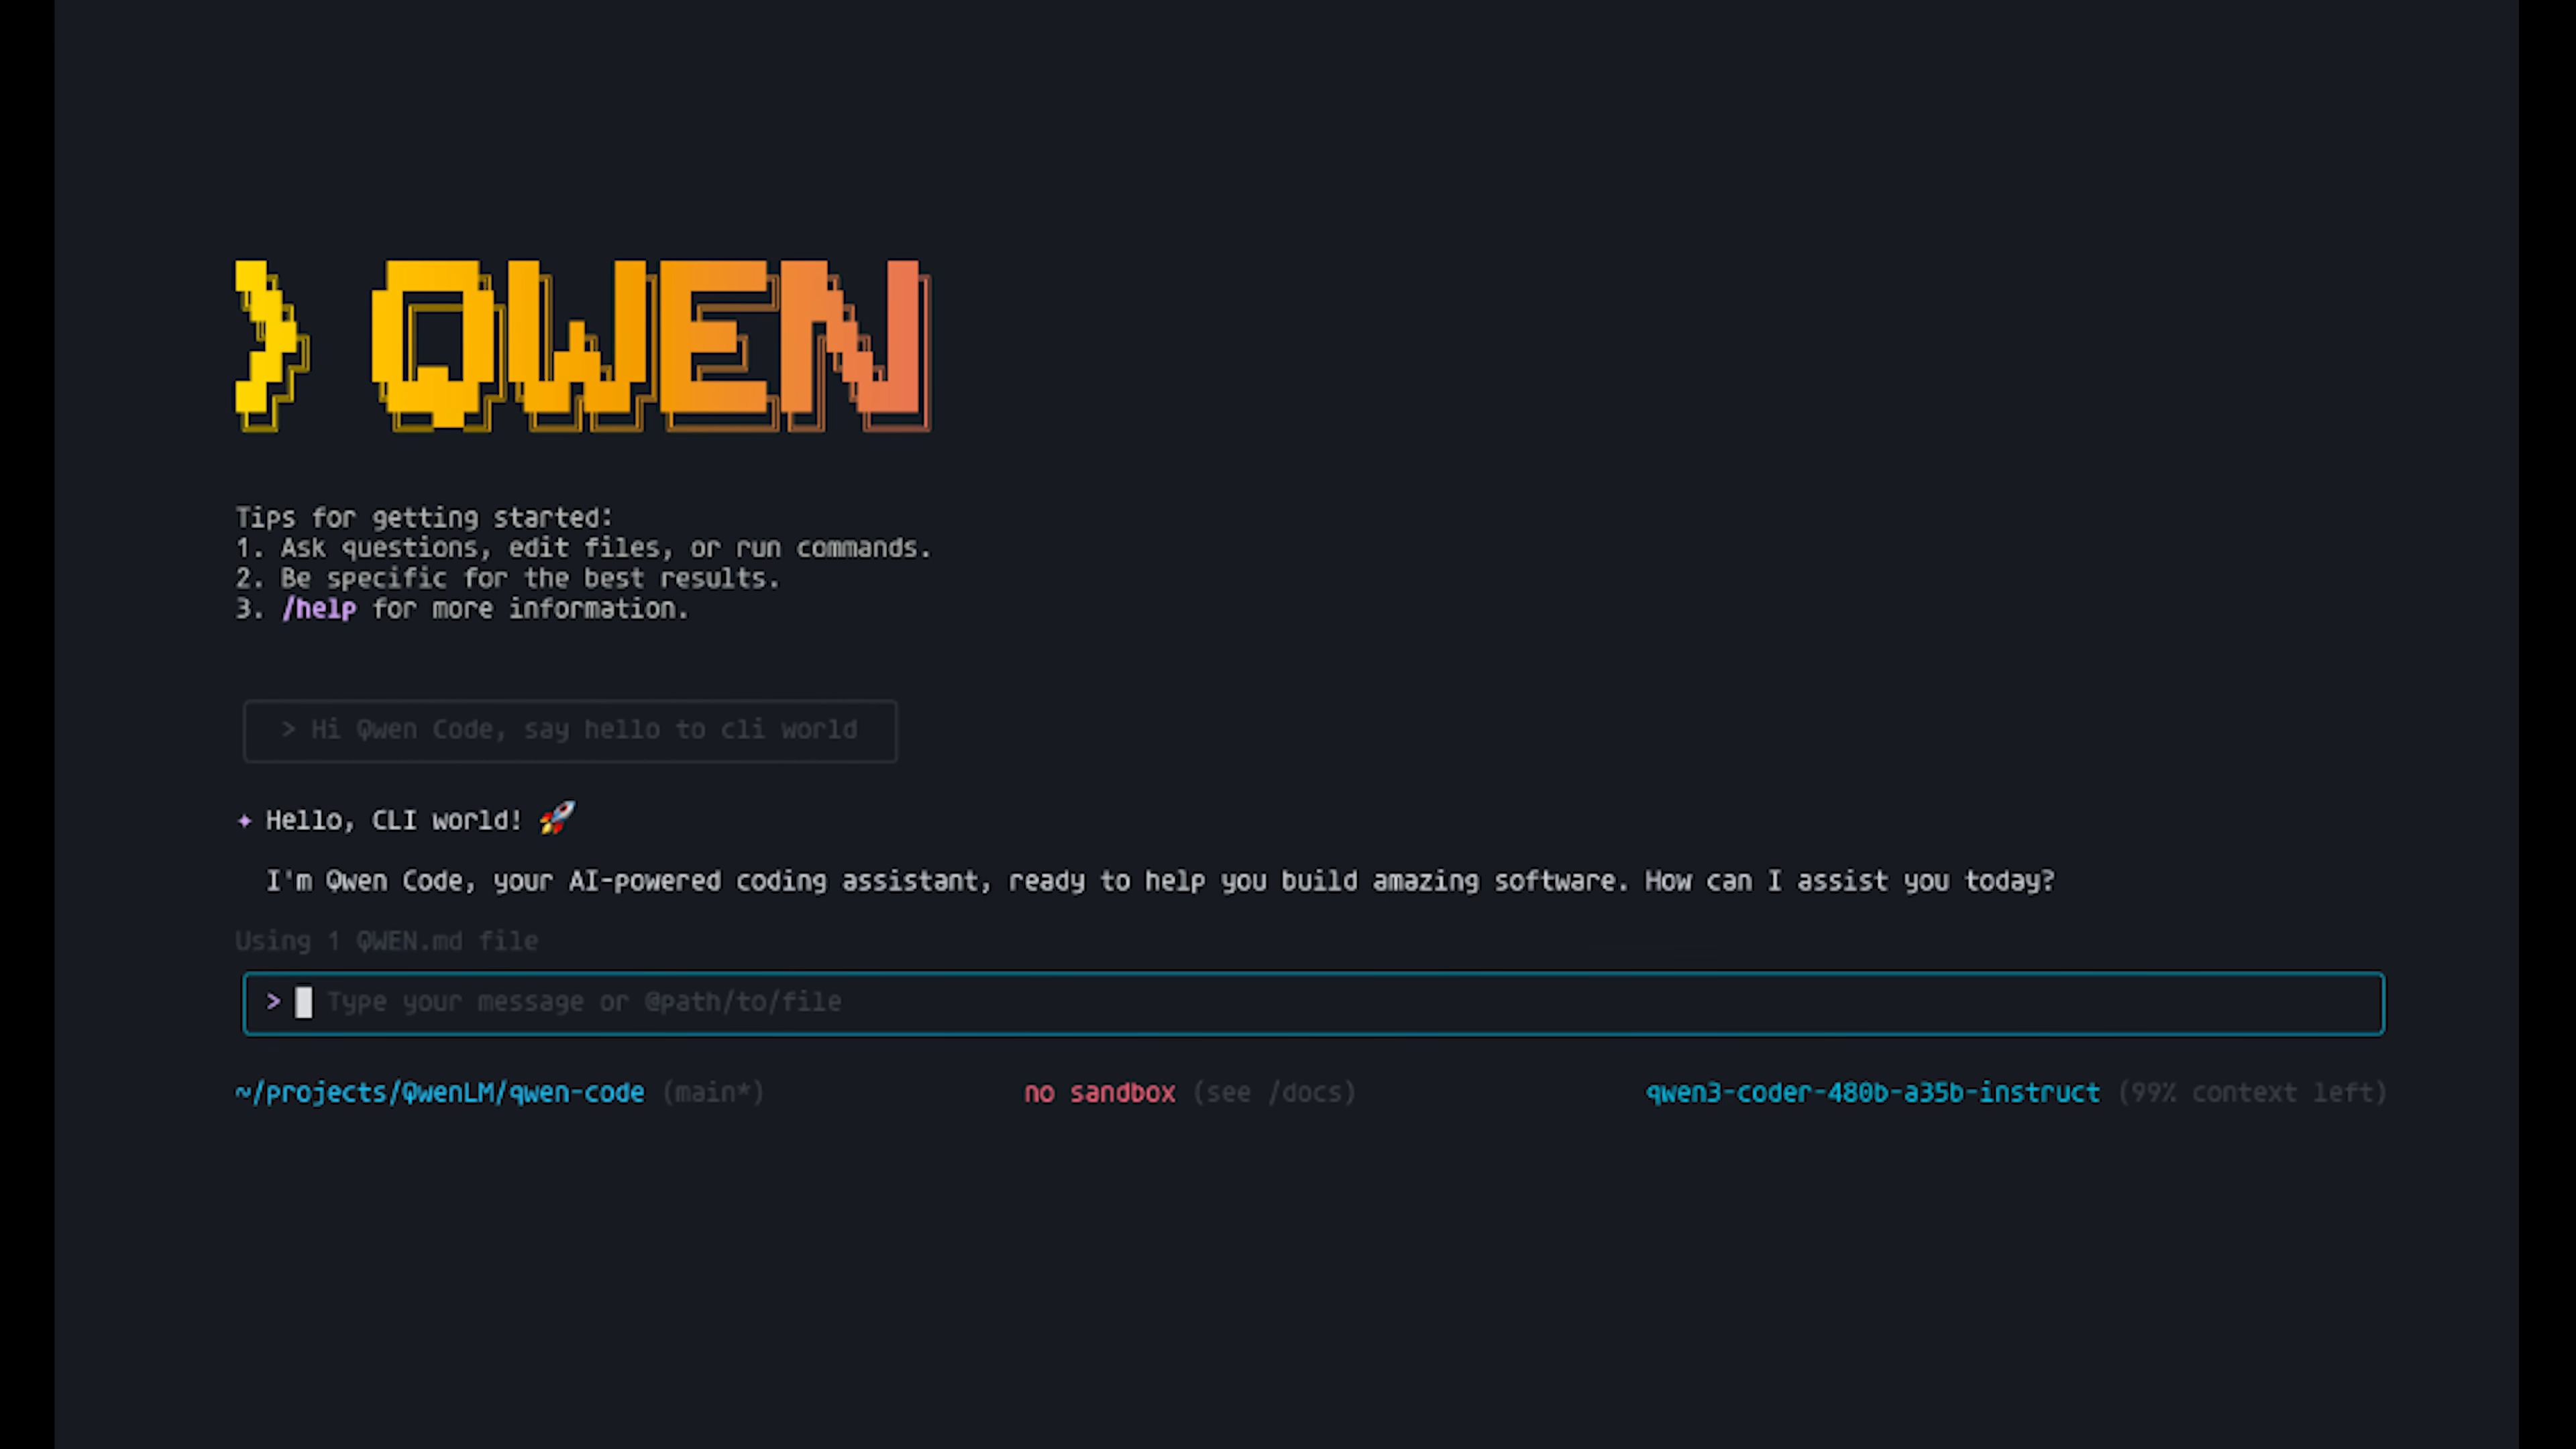 > QWEN
Tips for getting started:
1. Ask questions, edit files, or run commands.
2. Be specific for the best results.
3. /help for more information.
> Hi Qwen Code, say hello to cli world
✦ Hello, CLI world! 🚀
I'm Qwen Code, your AI-powered coding assistant, ready to help you build amazing software. How can I assist you today?
Using 1 QWEN.md file
> Type your message or @path/to/file
~/projects/QwenLM/qwen-code (main*) no sandbox (see /docs) qwen3-coder-480b-a35b-instruct (99% context left)